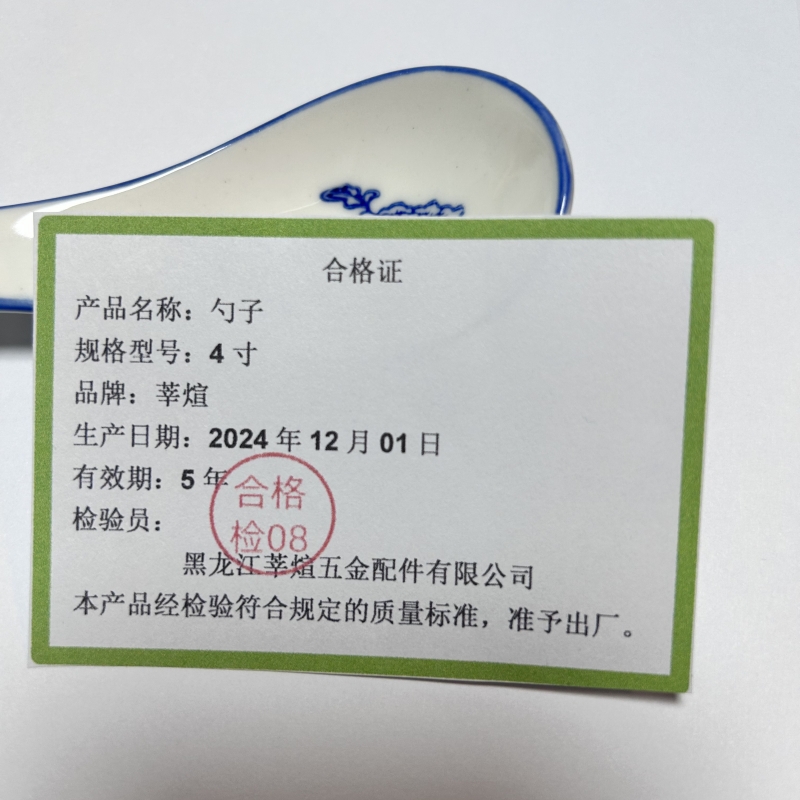 合格证
产品名称：勺子
规格型号：4 寸
品牌：莘煊
生产日期：2024 年 12 月 01 日
有效期：5 年
合格
检验员：
检08
黑龙江莘煊五金配件有限公司
本产品经检验符合规定的质量标准，准予出厂。